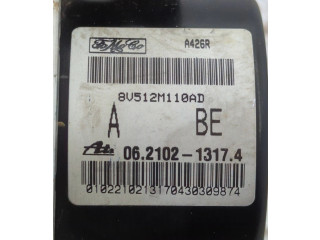 FoMoCo A426R
8V512M110AD
A BE
Ate 06.2102-1317.4
0102210213170430309874